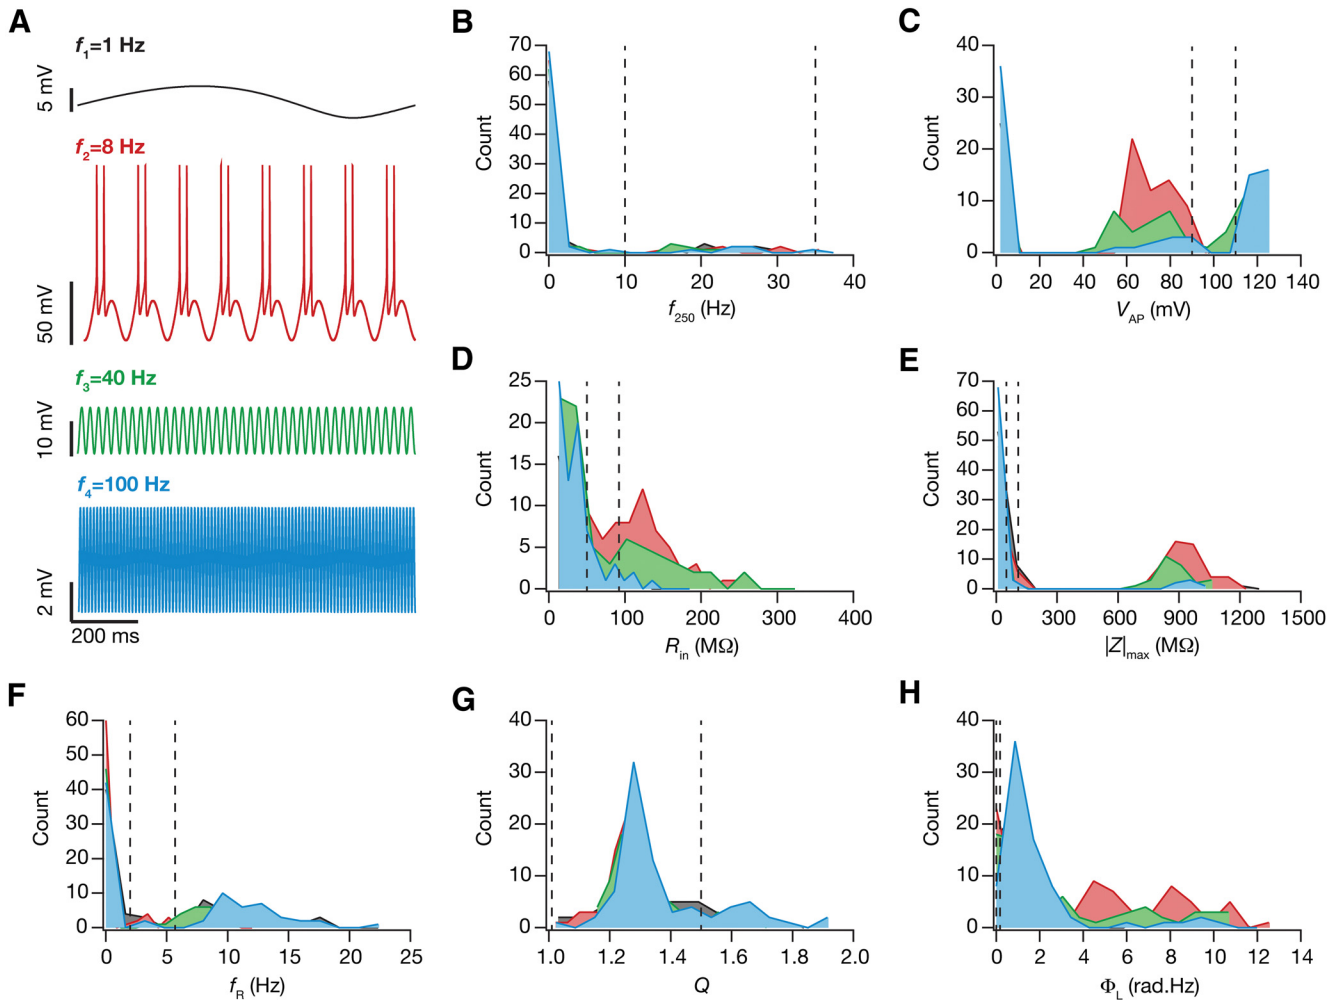 A
f1=1 Hz
5 mV
f2=8 Hz
50 mV
f3=40 Hz
10 mV
f4=100 Hz
2 mV
200 ms
B
Count
70
60
50
40
30
20
10
0
0 10 20 30 40
f250 (Hz)
C
Count
40
30
20
10
0
20 40 60 80 100 120 140
VAP (mV)
D
Count
25
20
15
10
5
0
0 100 200 300 400
Rin (MΩ)
E
Count
70
60
50
40
30
20
10
0
0 300 600 900 1200 1500
|Z|max (MΩ)
F
Count
60
50
40
30
20
10
0
0 5 10 15 20 25
fR (Hz)
G
Count
40
30
20
10
0
1.0 1.2 1.4 1.6 1.8 2.0
Q
H
Count
40
30
20
10
0
0 2 4 6 8 10 12 14
ΦL (rad.Hz)